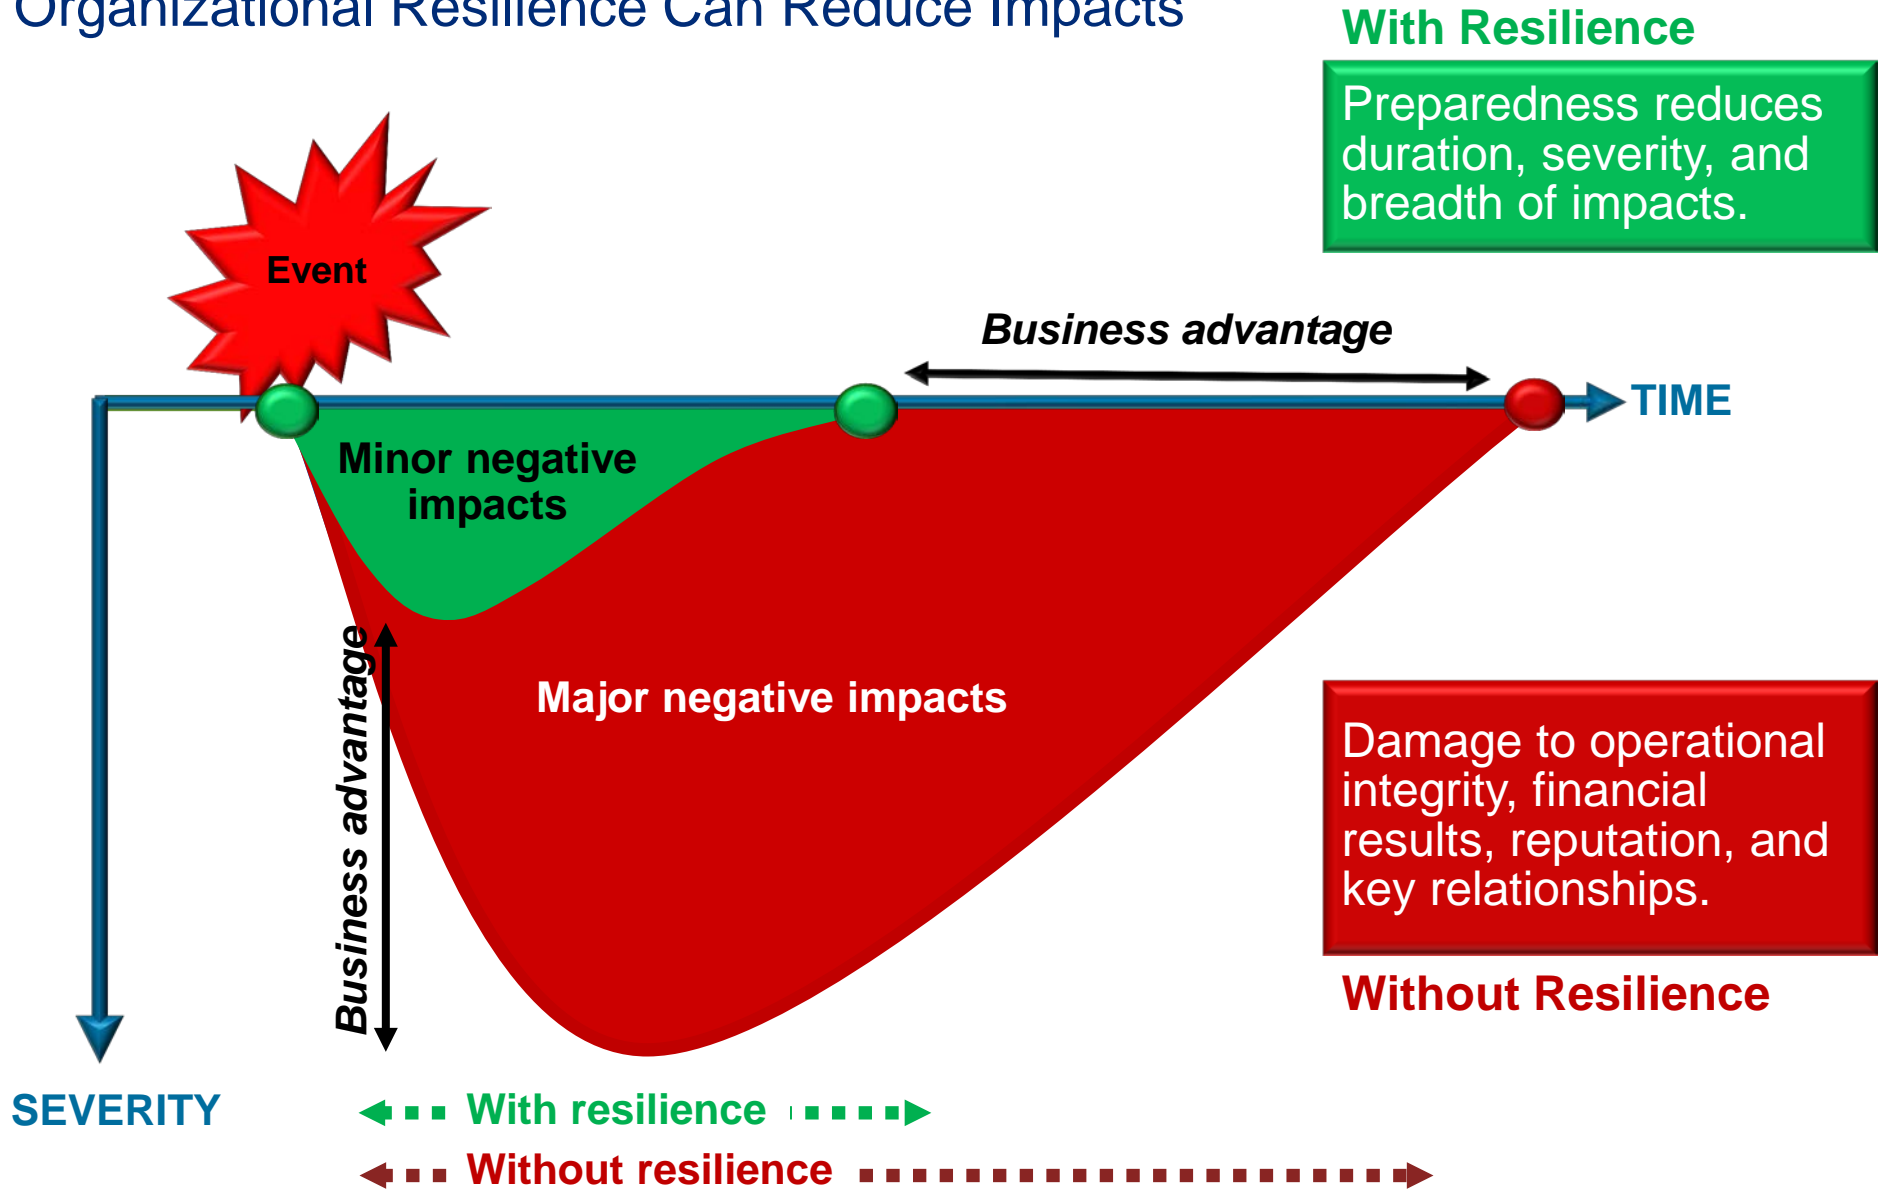 Organizational Resilience Can Reduce Impacts
With Resilience
Preparedness reduces
duration, severity, and
breadth of impacts.
Event
Business advantage
TIME
Minor negative
impacts
Business advantage
Major negative impacts
Damage to operational
integrity, financial
results, reputation, and
key relationships.
Without Resilience
SEVERITY
With resilience
Without resilience